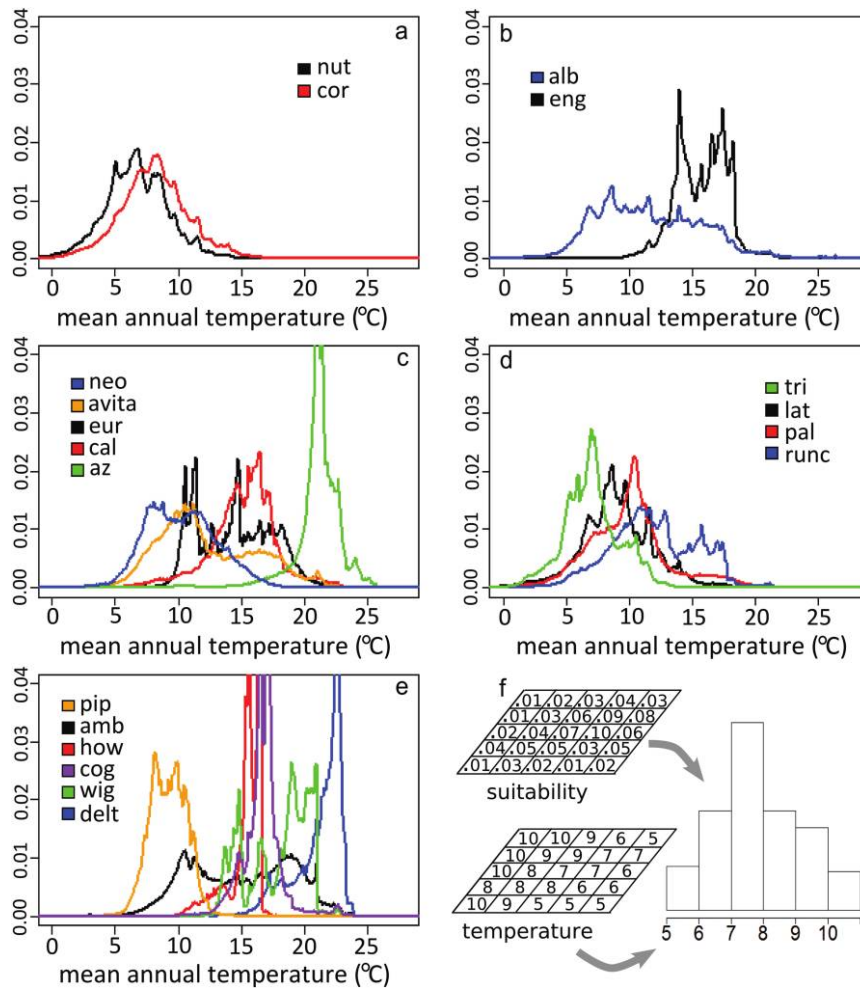 a
0.04
0.03
0.02
0.01
0.00
nut
cor
0 5 10 15 20 25
mean annual temperature (°C)
b
0.04
0.03
0.02
0.01
0.00
alb
eng
0 5 10 15 20 25
mean annual temperature (°C)
c
0.04
0.03
0.02
0.01
0.00
neo
avita
eur
cal
az
0 5 10 15 20 25
mean annual temperature (°C)
d
0.04
0.03
0.02
0.01
0.00
tri
lat
pal
runc
0 5 10 15 20 25
mean annual temperature (°C)
e
0.04
0.03
0.02
0.01
0.00
pip
amb
how
cog
wig
delt
0 5 10 15 20 25
mean annual temperature (°C)
f
.01 .02 .03 .04 .03
.01 .03 .06 .09 .08
.02 .04 .07 .10 .06
.04 .05 .05 .03 .05
.01 .03 .02 .01 .02
suitability
10 10 9 6 5
10 9 9 7 7
10 8 7 7 6
8 8 8 6 6
10 9 5 5 5
temperature
5 6 7 8 9 10